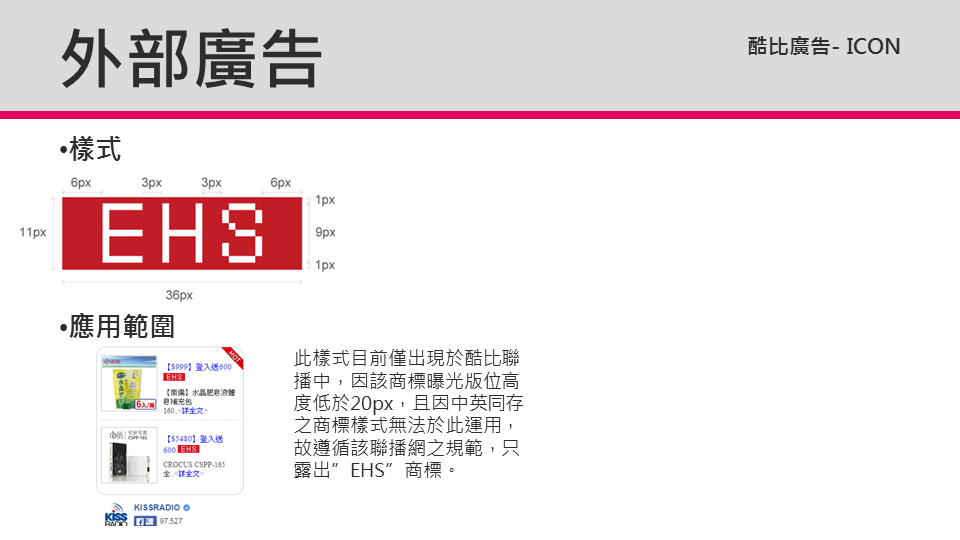 外部廣告
酷比廣告- ICON
•樣式
6px 3px 3px 6px
1px
11px EHS 9px
1px
36px
•應用範圍
HOT
【$999】登入送600
EHS
【南僑】水晶肥皂液體
皂補充包
160..<詳全文>
6入/箱
【$5480】登入送
600 EHS
CROCUS CSPP-165
全..<詳全文>
CSPP-165
KISS
RADIO
KISSRADIO
讚 97,527
此樣式目前僅出現於酷比聯
播中，因該商標曝光版位高
度低於20px，且因中英同存
之商標樣式無法於此運用，
故遵循該聯播網之規範，只
露出”EHS”商標。